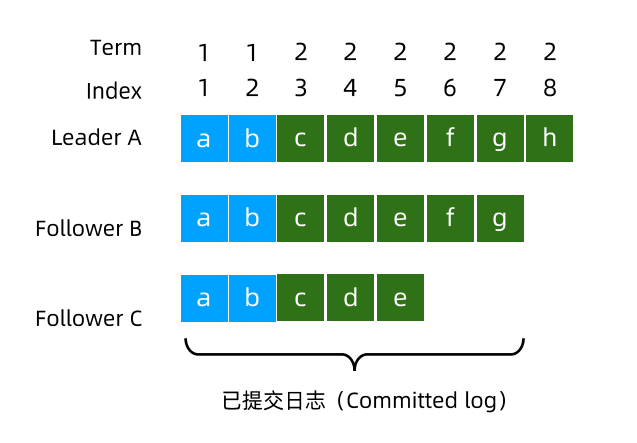 Term 1 1 2 2 2 2 2 2
Index 1 2 3 4 5 6 7 8
Leader A a b c d e f g h
Follower B a b c d e f g
Follower C a b c d e
已提交日志（Committed log）